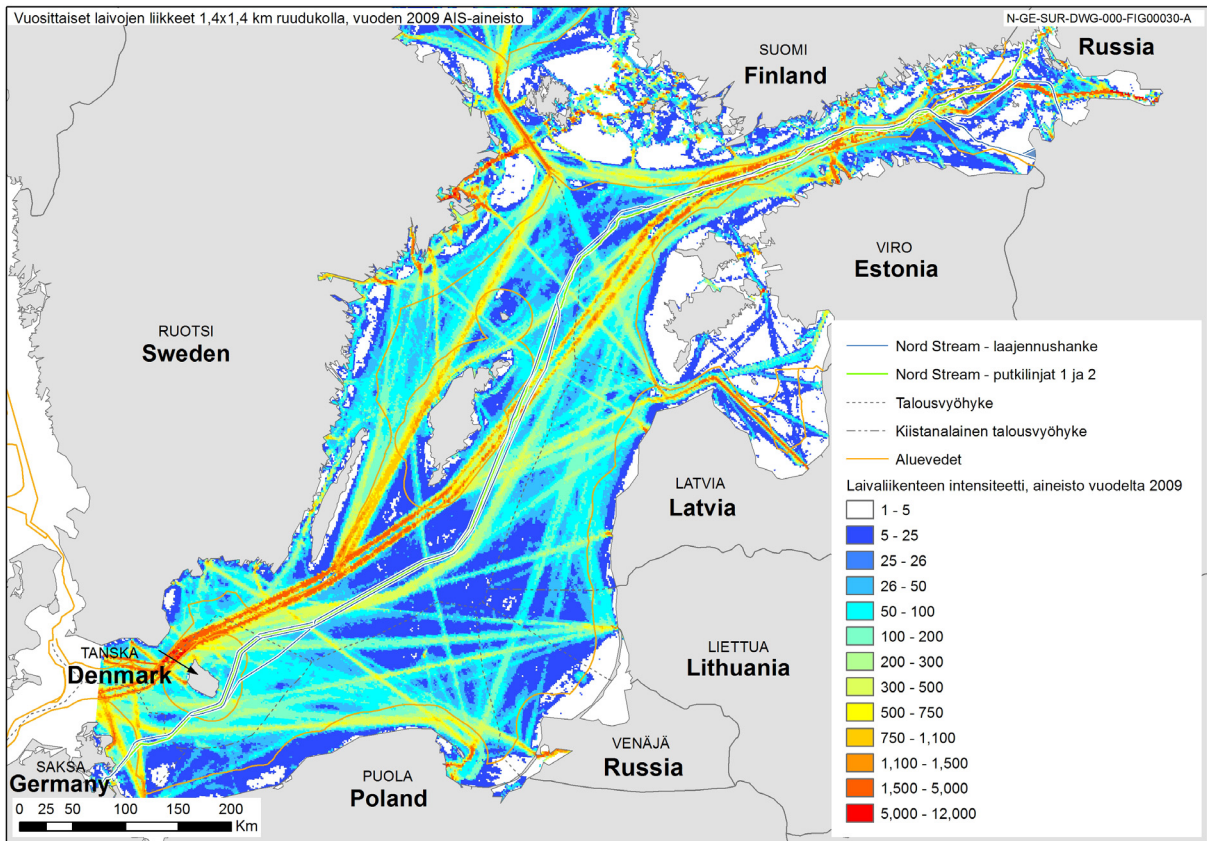 Vuosittaiset laivojen liikkeet 1,4x1,4 km ruudukolla, vuoden 2009 AIS-aineisto
N-GE-SUR-DWG-000-FIG00030-A
SUOMI
Finland
Russia
VIRO
Estonia
RUOTSI
Sweden
LATVIA
Latvia
LIETTUA
Lithuania
TANSKA
Denmark
VENÄJÄ
Russia
SAKSA
Germany
PUOLA
Poland
0 25 50 100 150 200
Km
Nord Stream - laajennushanke
Nord Stream - putkilinjat 1 ja 2
Talousvyöhyke
Kiistanalainen talousvyöhyke
Aluevedet
Laivaliikenteen intensiteetti, aineisto vuodelta 2009
1 - 5
5 - 25
25 - 26
26 - 50
50 - 100
100 - 200
200 - 300
300 - 500
500 - 750
750 - 1,100
1,100 - 1,500
1,500 - 5,000
5,000 - 12,000